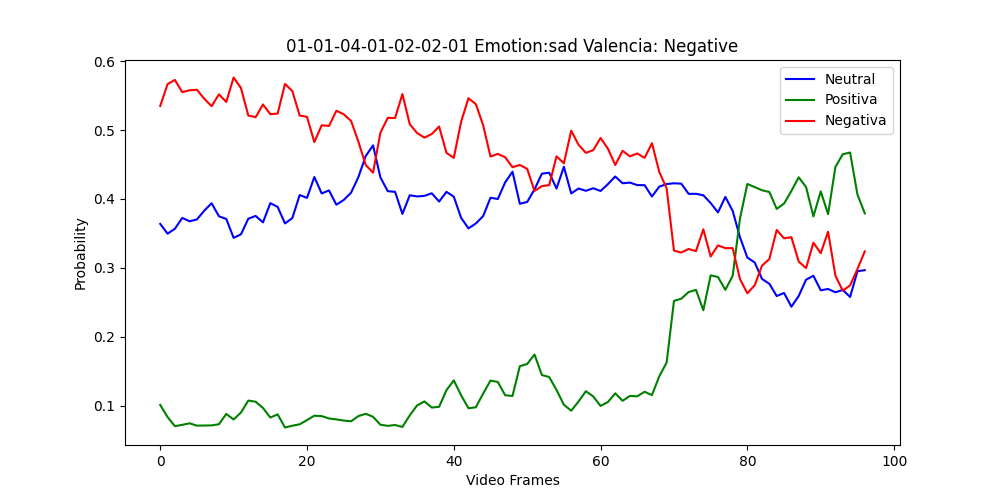 01-01-04-01-02-02-01 Emotion:sad Valencia: Negative
Neutral
Positiva
Negativa
Probability
0.6
0.5
0.4
0.3
0.2
0.1
0 20 40 60 80 100
Video Frames